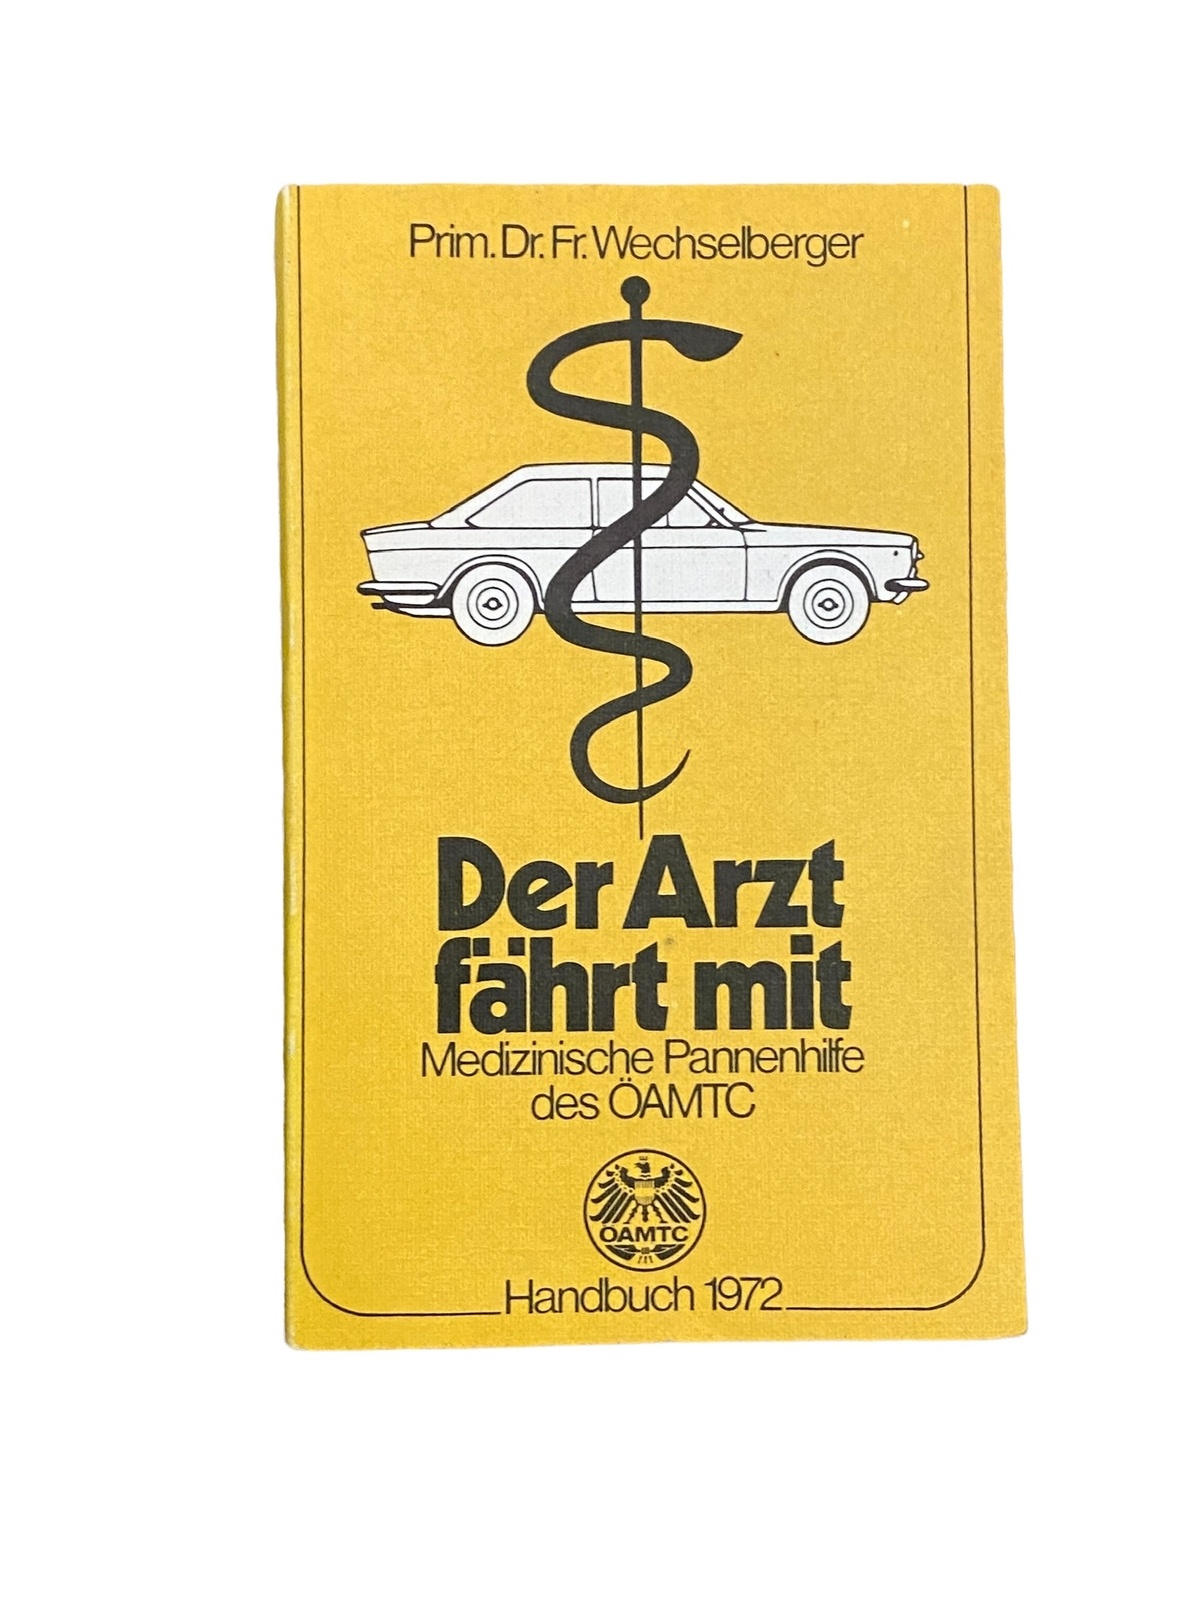 Prim. Dr. Fr. Wechselberger
Der Arzt
fährt mit
Medizinische Pannenhilfe
des ÖAMTC
ÖAMTC
Handbuch 1972